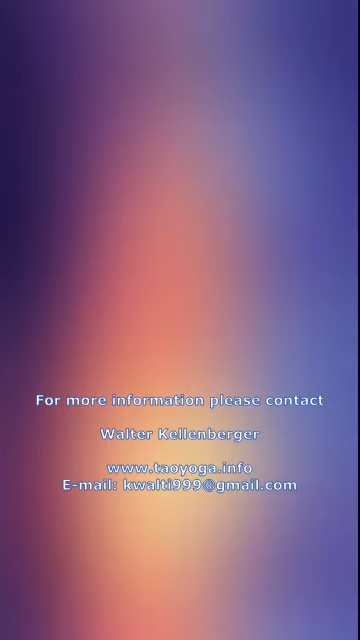 For more information please contact
Walter Kellenberger
www.taoyoga.info
E-mail: kwalti999@gmail.com